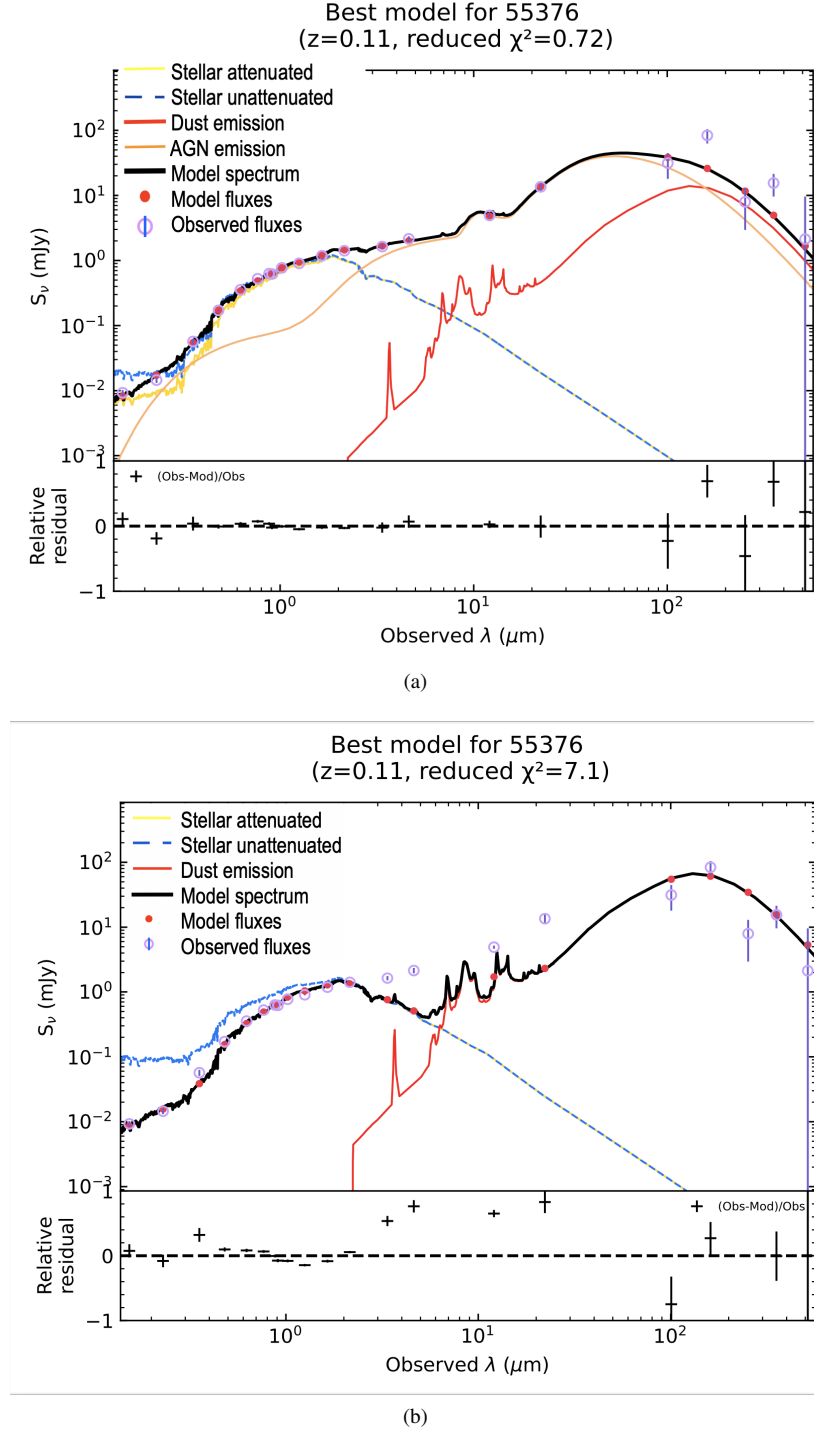 Best model for 55376
(z=0.11, reduced χ²=0.72)
Stellar attenuated
Stellar unattenuated
Dust emission
AGN emission
Model spectrum
Model fluxes
Observed fluxes
10²
10¹
10⁰
10⁻¹
10⁻²
10⁻³
S_ν (mJy)
1
0
−1
Relative
residual
(Obs-Mod)/Obs
10⁰ 10¹ 10²
Observed λ (μm)
(a)
Best model for 55376
(z=0.11, reduced χ²=7.1)
Stellar attenuated
Stellar unattenuated
Dust emission
Model spectrum
Model fluxes
Observed fluxes
10²
10¹
10⁰
10⁻¹
10⁻²
10⁻³
S_ν (mJy)
1
0
−1
Relative
residual
(Obs-Mod)/Obs
10⁰ 10¹ 10²
Observed λ (μm)
(b)